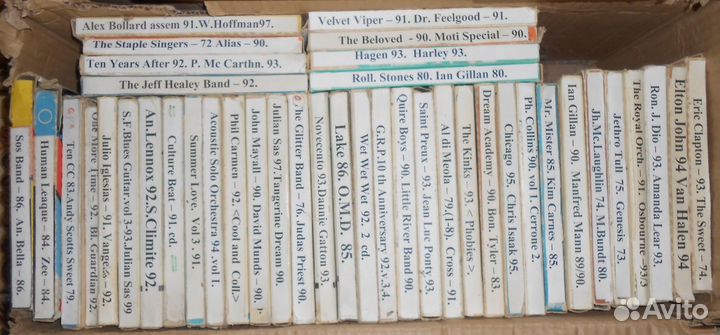 Alex Bollard assem 91.W.Hoffman97.
The Staple Singers – 72 Alias – 90.
Ten Years After 92. P. Mc Carthn. 93.
The Jeff Healey Band – 92.
Velvet Viper – 91. Dr. Feelgood – 91.
The Beloved - 90. Moti Special – 90.
Hagen 93. Harley 93.
Roll. Stones 80. Ian Gillan 80.
Sos Band – 86. An. Bella – 86.
Human League – 84. Zee – 84.
Ten CC 83.Andy Scotts Sweet 79.
One More Time – 92. Bl. Guardian 92.
Julio Iglesias – 91. Vangelis – 90.
S.F.Blues Guitar vol 3-93.Julian Sas 99
An.Lennox 92.S.Climite 92.
Culture Beat – 91. cd.
Summer Love. Vol 3 - 91.
Acoustic Solo Orchestra 94 .vol 1.
Phil Carmen – 92. <Cool and Coll>
John Mayall – 90. David Munds – 90.
Julian Sas 97.Tangerine Dream 90.
The Glitter Band – 76. Judas Priest 90.
Novecento 93.Dannie Gatton 93.
Lake 86. O.M.D. 85.
Wet Wet Wet 92. 2 cd.
G.R.P.10 th Anniversary 92.v.3.4.
Quire Boys – 90. Little River Band 90.
Saint Preux – 93. Jean Luc Ponty 93.
Al di Meola – 79.(1-8). Cross – 91.
The Kinks – 93. < Phobies >.
Dream Academy – 90. Bon. Tyler – 83.
Chicago 95. Chris Isaak 95.
Ph. Collins 90. vol 1. Cerrone 2.
Mr. Mister 85. Kim Carnes – 85.
Ian Gillan – 90. Manfred Mann 89/90.
Jh.Mc.Laughlin 74. M.Bundt 80.
Jethro Tull 75. Genesis 73.
The Royal Orch. – 91. Osbourne – 93/3
Ron. J. Dio – 93. Amanda Lear 93.
Elton John 94 Van Halen 94
Eric Clapton – 93. The Sweet – 74.
Avito